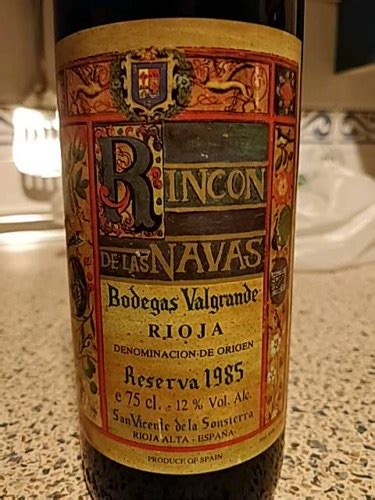 RINCON
DE LAS NAVAS
Bodegas Valgrande
RIOJA
DENOMINACION·DE ORIGEN
Reserva 1985
e 75 cl. - 12 % Vol. Alc.
San Vicente de la Sonsierra
RIOJA ALTA - ESPAÑA
PRODUCE OF SPAIN